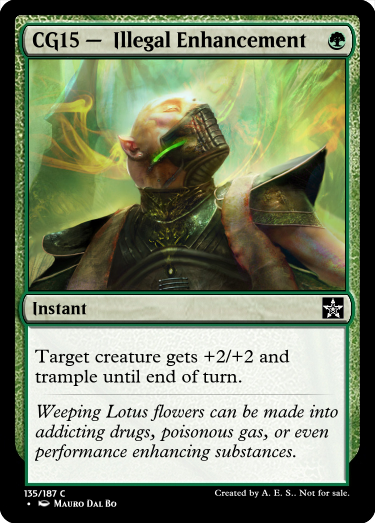 CG15 — Illegal Enhancement
Instant
Target creature gets +2/+2 and
trample until end of turn.
Weeping Lotus flowers can be made into
addicting drugs, poisonous gas, or even
performance enhancing substances.
135/187 C
Created by A. E. S.. Not for sale.
• Mauro Dal Bo